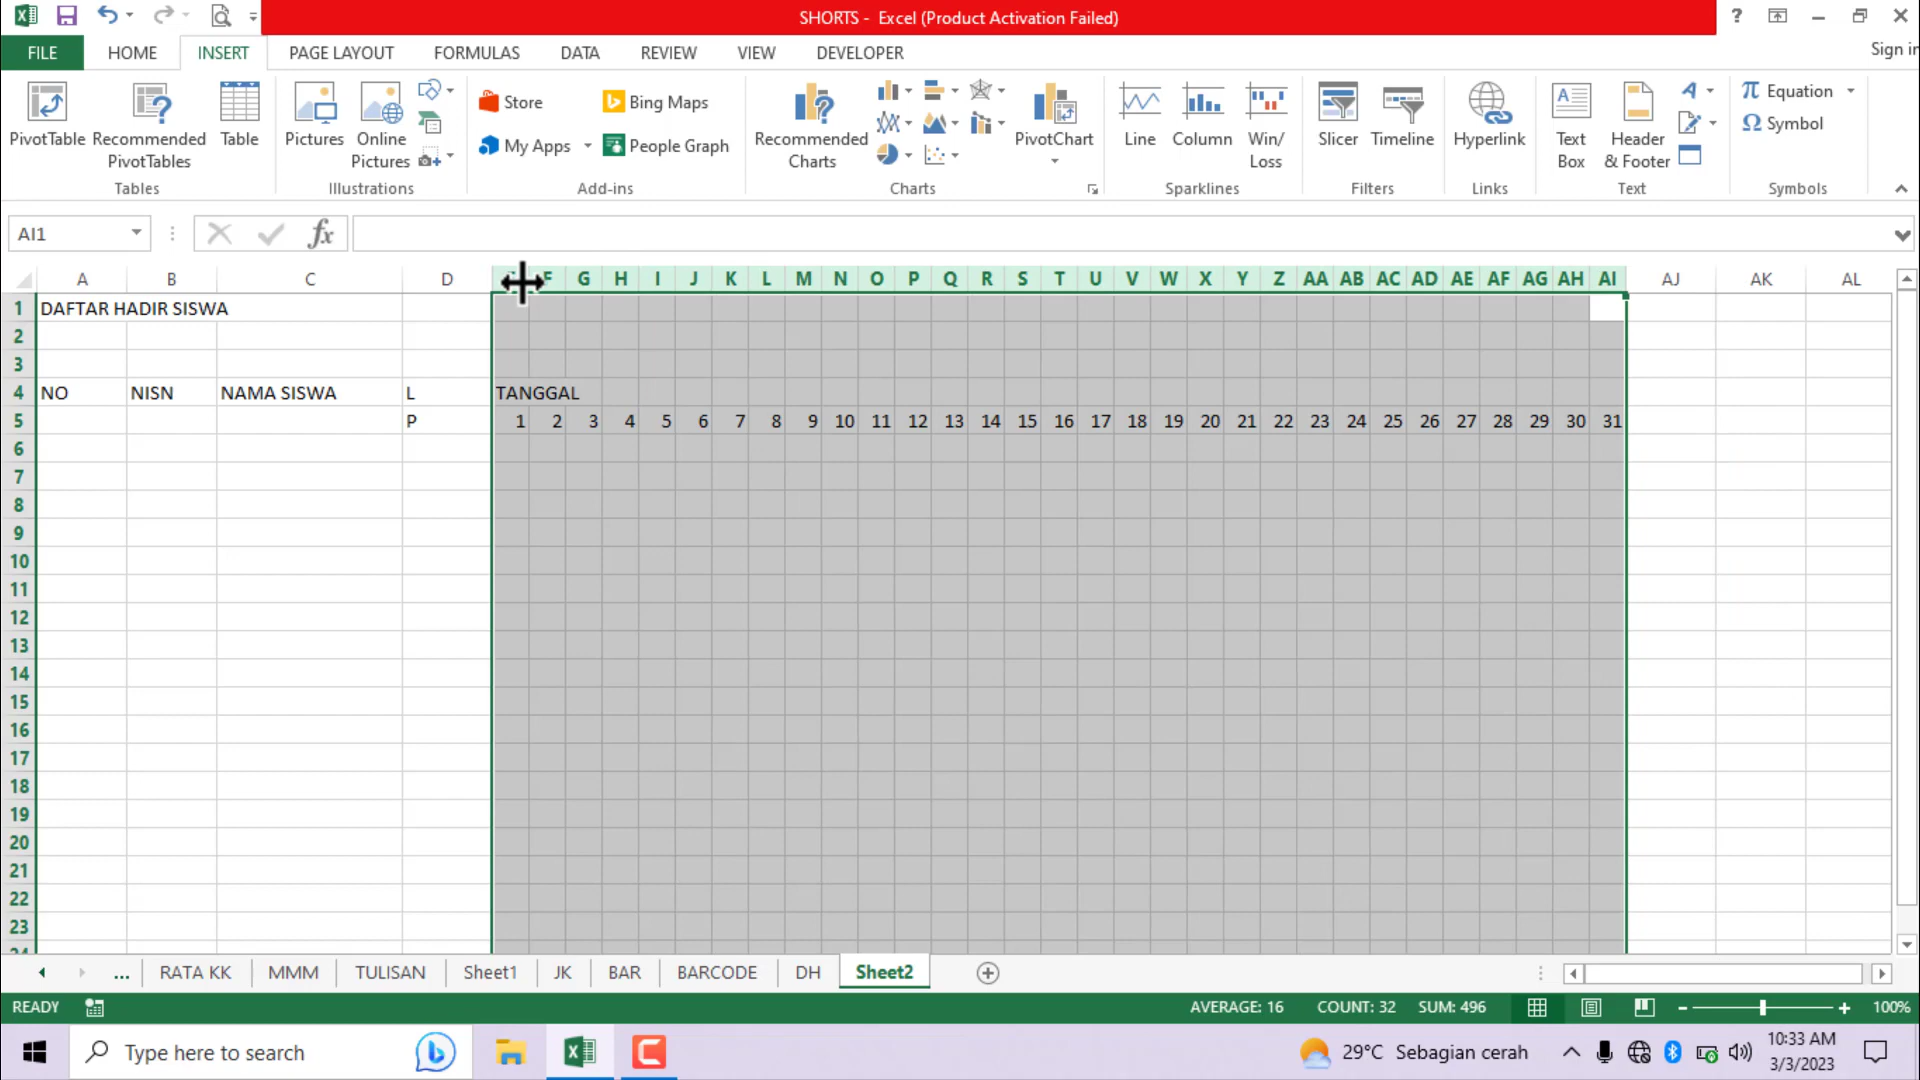 SHORTS - Excel (Product Activation Failed)
?
FILE HOME INSERT PAGE LAYOUT FORMULAS DATA REVIEW VIEW DEVELOPER Sign in
PivotTable Recommended PivotTables Table Pictures Online Pictures Store My Apps Bing Maps People Graph Recommended Charts PivotChart Line Column Win/ Loss Slicer Timeline Hyperlink Text Box Header & Footer Equation Symbol
Tables Illustrations Add-ins Charts Sparklines Filters Links Text Symbols
AI1 fx
A B C D F G H I J K L M N O P Q R S T U V W X Y Z AA AB AC AD AE AF AG AH AI AJ AK AL
1 DAFTAR HADIR SISWA
2
3
4 NO NISN NAMA SISWA L TANGGAL
5 P 1 2 3 4 5 6 7 8 9 10 11 12 13 14 15 16 17 18 19 20 21 22 23 24 25 26 27 28 29 30 31
6
7
8
9
10
11
12
13
14
15
16
17
18
19
20
21
22
23
... RATA KK MMM TULISAN Sheet1 JK BAR BARCODE DH Sheet2
READY AVERAGE: 16 COUNT: 32 SUM: 496 100%
Type here to search 29°C Sebagian cerah 10:33 AM
3/3/2023